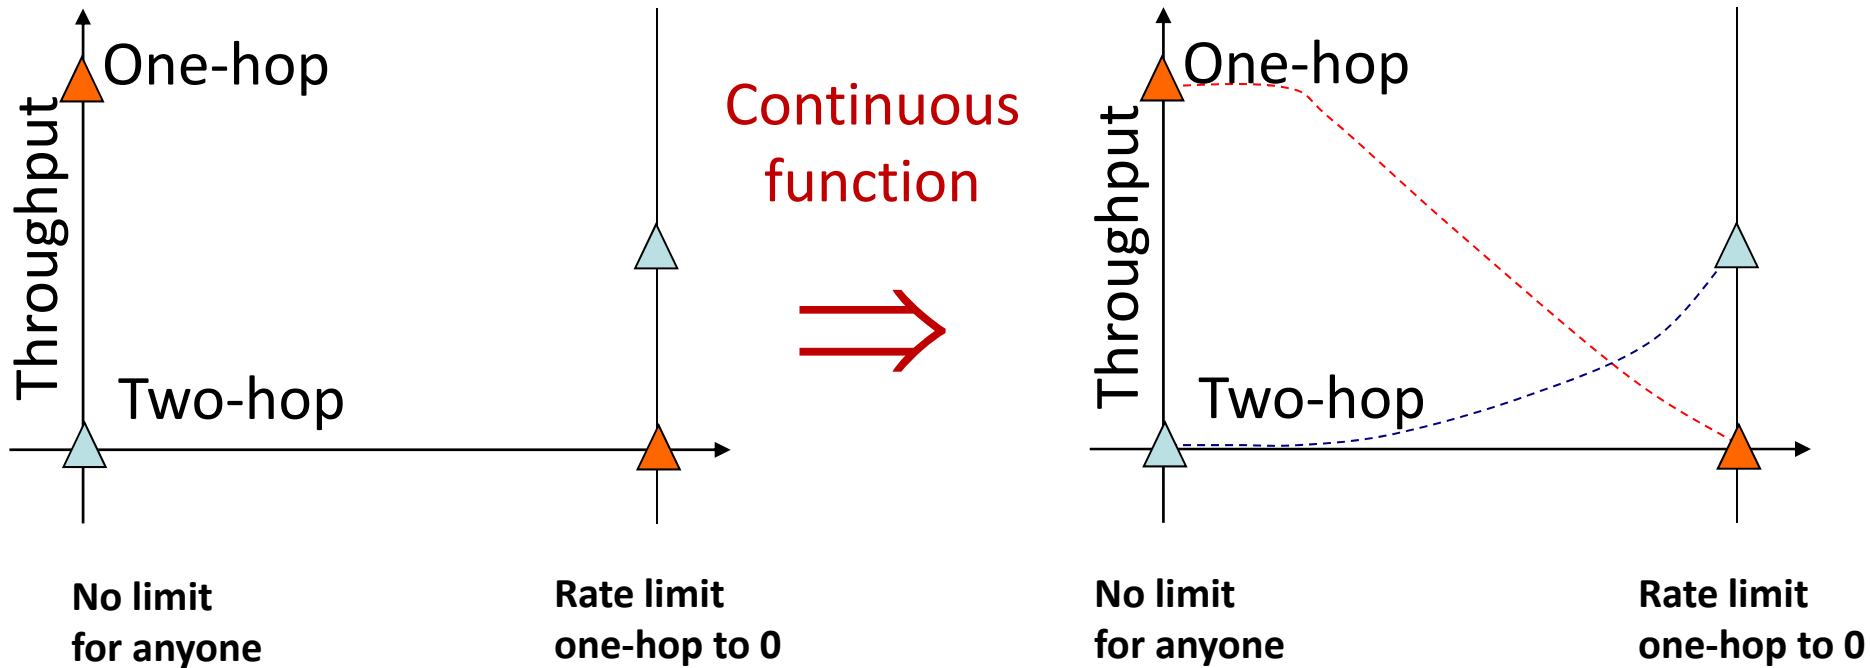 One-hop
Throughput
Two-hop
No limit
for anyone
Rate limit
one-hop to 0
Continuous
function
One-hop
Throughput
Two-hop
No limit
for anyone
Rate limit
one-hop to 0